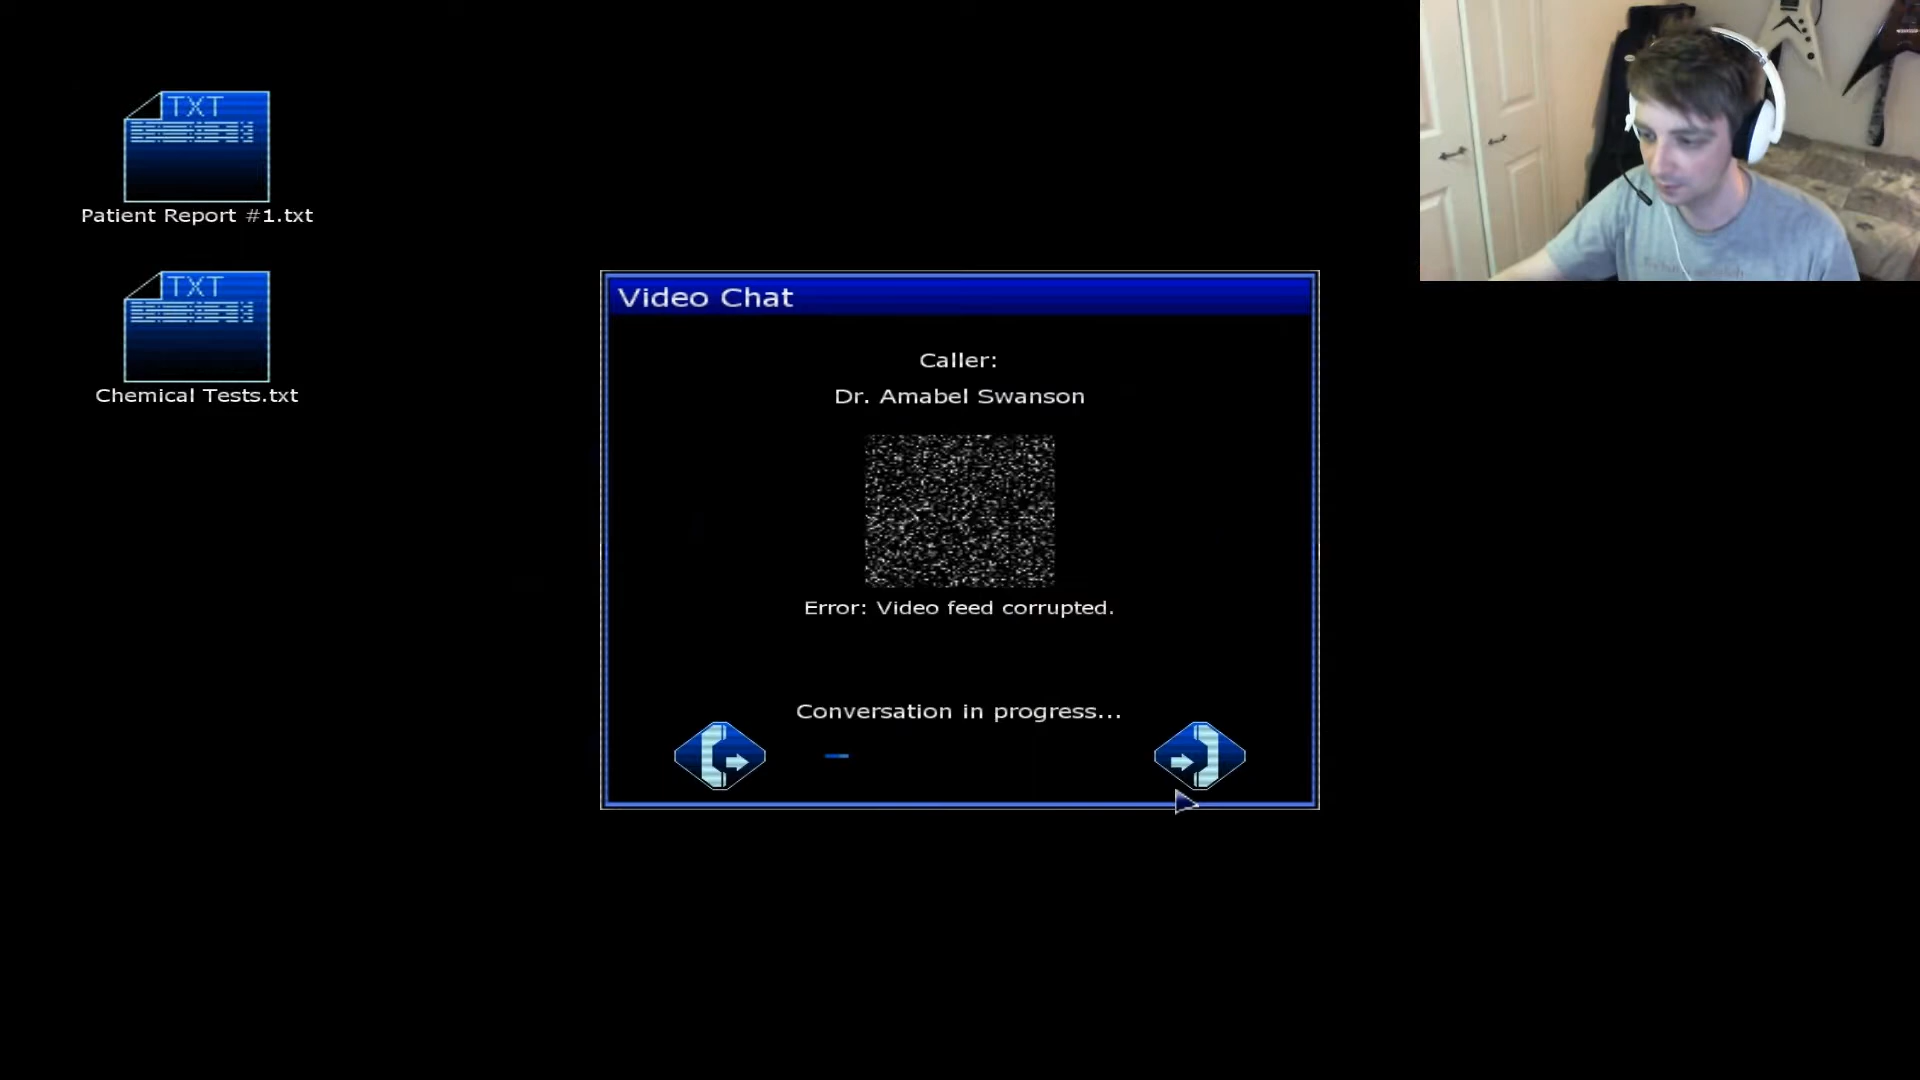 TXT
Patient Report #1.txt
TXT
Chemical Tests.txt
Video Chat
Caller:
Dr. Amabel Swanson
Error: Video feed corrupted.
Conversation in progress...